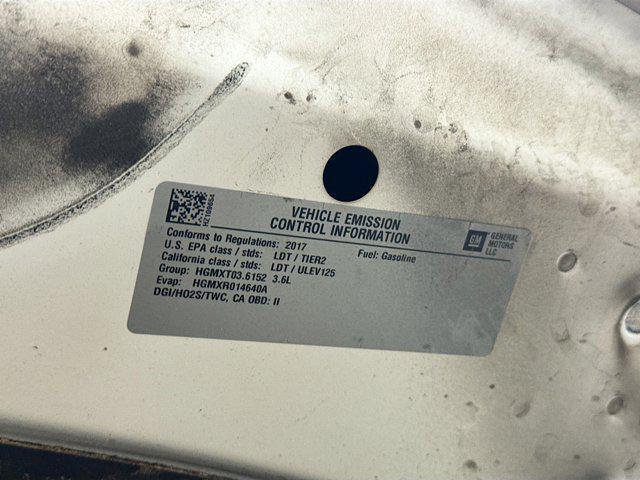 VEHICLE EMISSION
CONTROL INFORMATION
GM GENERAL
MOTORS
LLC
Conforms to Regulations: 2017 Fuel: Gasoline
U.S. EPA class / stds: LDT / TIER2
California class / stds: LDT / ULEV125
Group: HGMXT03.6152 3.6L
Evap: HGMXR014640A
DGI/HO2S/TWC, CA OBD: II